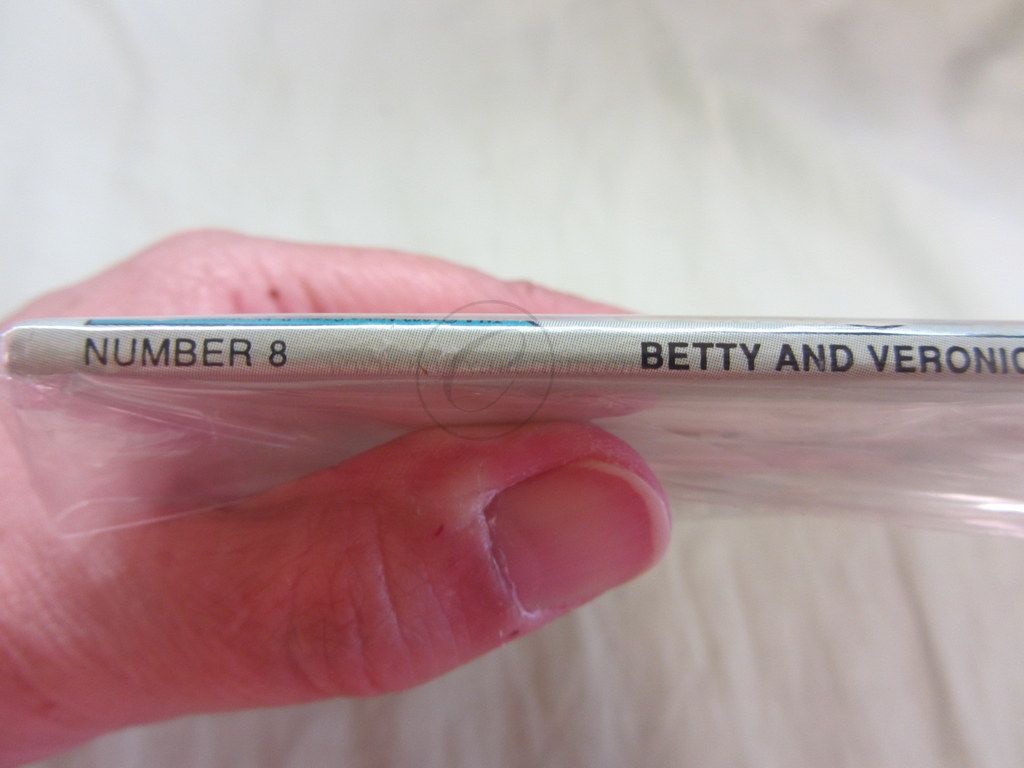 NUMBER 8 BETTY AND VERONIC